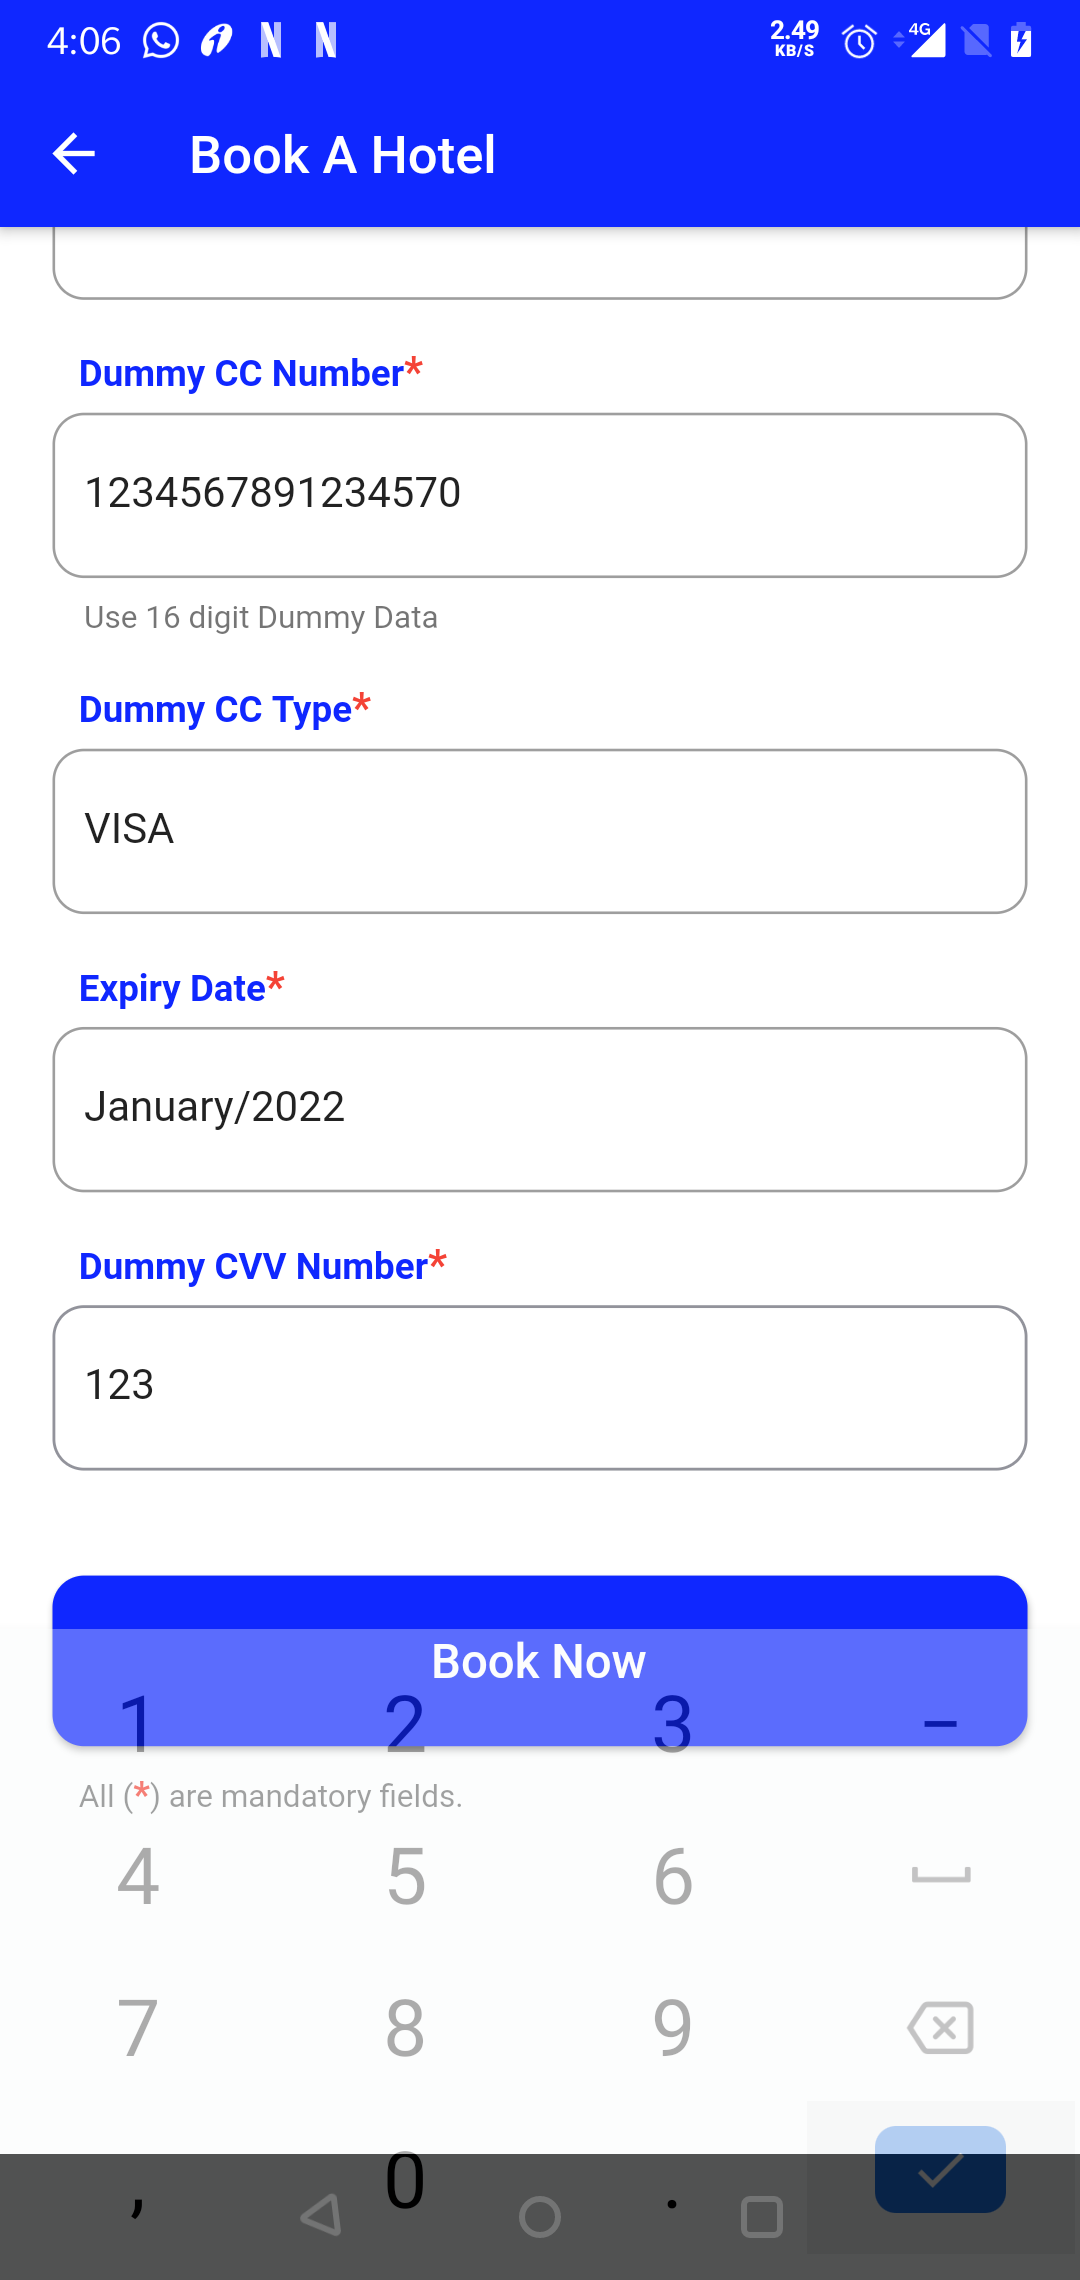 4:06 2.49 KB/S 4G
Book A Hotel
Dummy CC Number*
1234567891234570
Use 16 digit Dummy Data
Dummy CC Type*
VISA
Expiry Date*
January/2022
Dummy CVV Number*
123
Book Now
1 2 3 –
All (*) are mandatory fields.
4 5 6
7 8 9
, 0 .